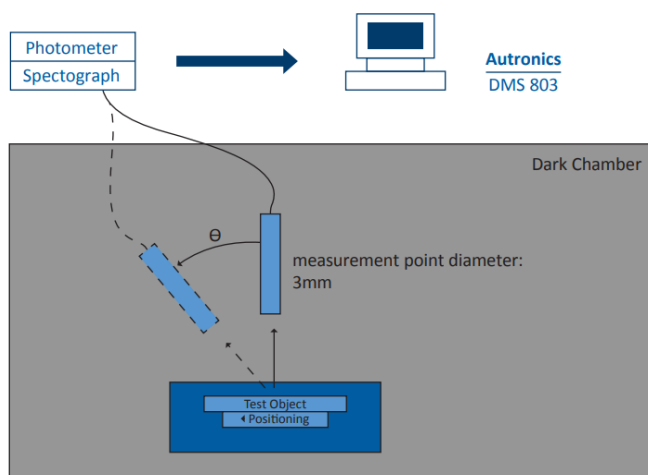 Photometer
Spectograph
Autronics
DMS 803
Dark Chamber
Θ
measurement point diameter:
3mm
Test Object
Positioning